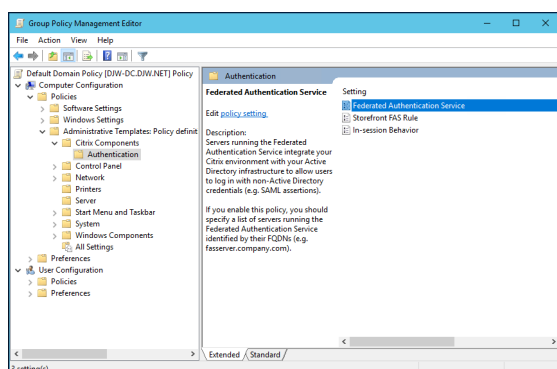 Group Policy Management Editor
File Action View Help
Default Domain Policy [DJW-DC.DJW.NET] Policy
Computer Configuration
Policies
Software Settings
Windows Settings
Administrative Templates: Policy definit
Citrix Components
Authentication
Control Panel
Network
Printers
Server
Start Menu and Taskbar
System
Windows Components
All Settings
Preferences
User Configuration
Policies
Preferences
Authentication
Federated Authentication Service
Edit policy setting
Description:
Servers running the Federated
Authentication Service integrate your
Citrix environment with your Active
Directory infrastructure to allow users
to log in with non-Active Directory
credentials (e.g. SAML assertions).
If you enable this policy, you should
specify a list of servers running the
Federated Authentication Service
identified by their FQDNs (e.g.
fasserver.company.com).
Setting
Federated Authentication Service
Storefront FAS Rule
In-session Behavior
Extended Standard
3 setting(s)